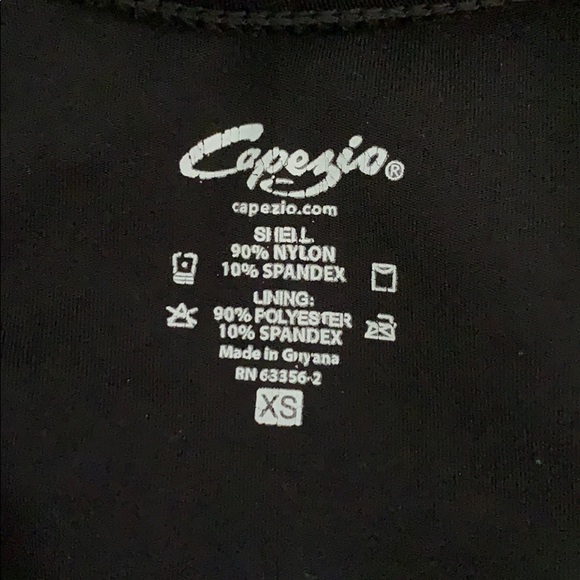 Capezio®
capezio.com
SHELL
90% NYLON
10% SPANDEX
LINING:
90% POLYESTER
10% SPANDEX
Made in Guyana
RN 63356-2
XS